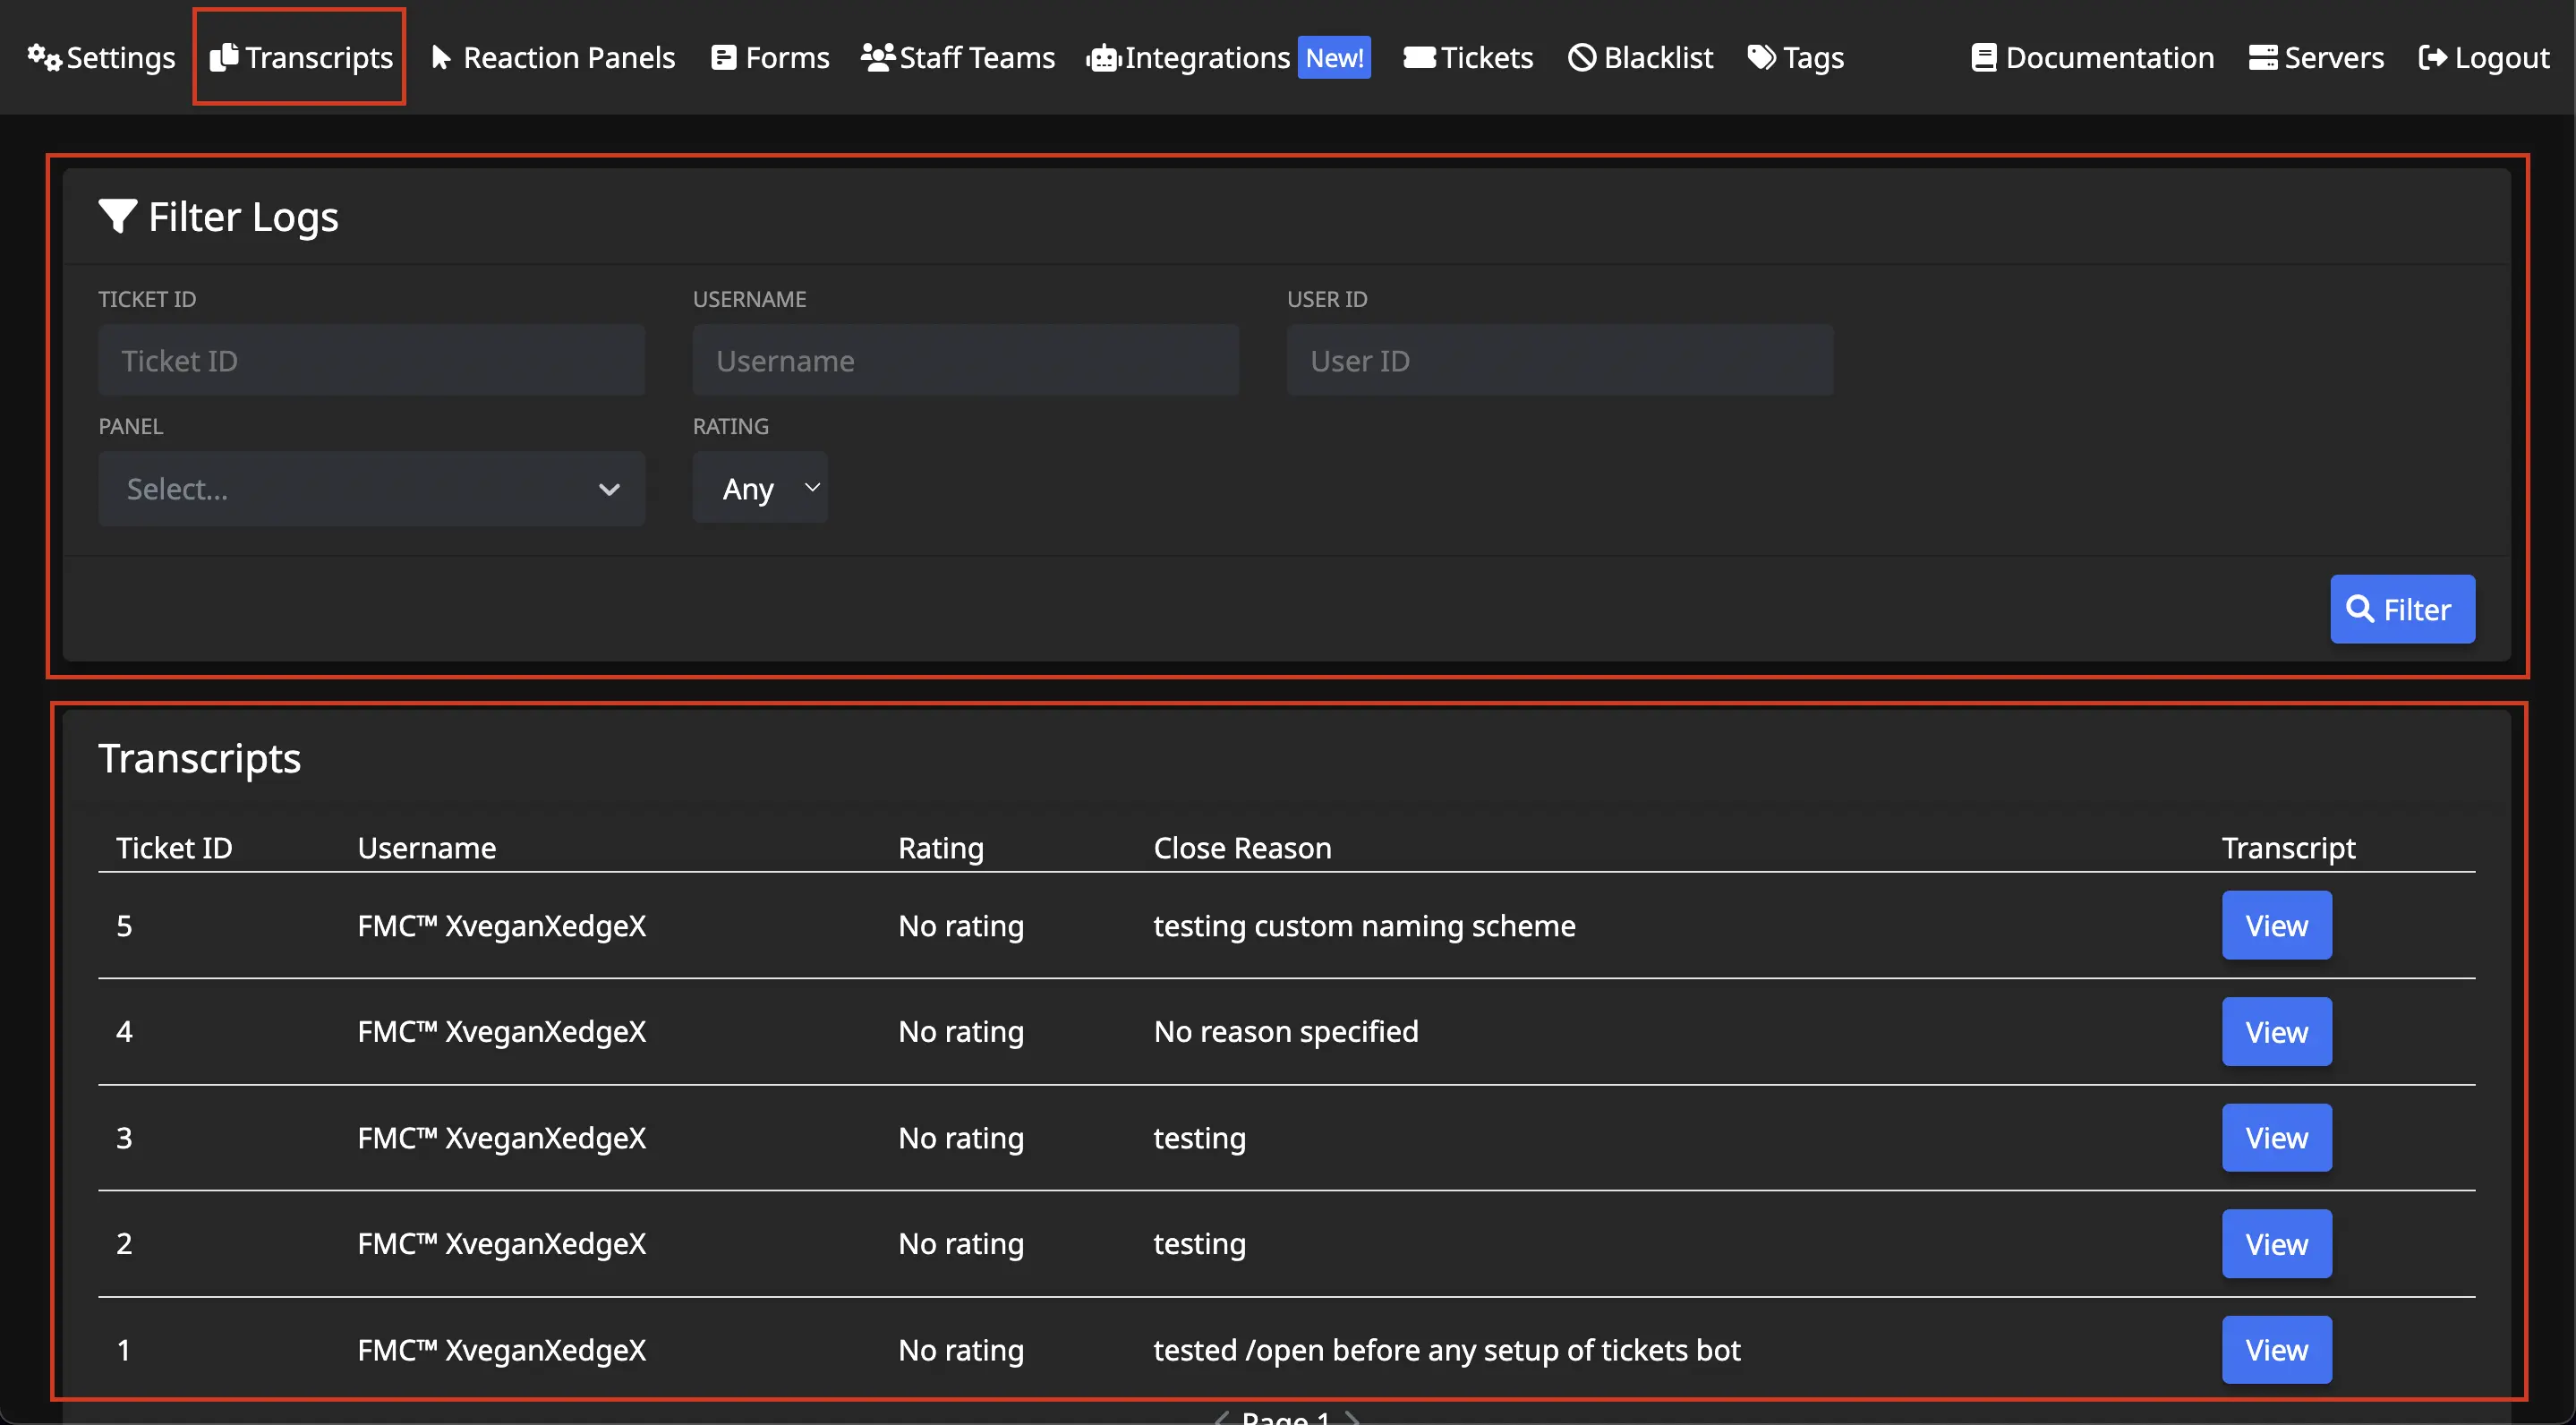 Settings Transcripts Reaction Panels Forms Staff Teams Integrations New! Tickets Blacklist Tags Documentation Servers Logout
Filter Logs
TICKET ID USERNAME USER ID
Ticket ID Username User ID
PANEL RATING
Select... Any
Filter
Transcripts
Ticket ID Username Rating Close Reason Transcript
5 FMC™ XveganXedgeX No rating testing custom naming scheme View
4 FMC™ XveganXedgeX No rating No reason specified View
3 FMC™ XveganXedgeX No rating testing View
2 FMC™ XveganXedgeX No rating testing View
1 FMC™ XveganXedgeX No rating tested /open before any setup of tickets bot View
Page 1